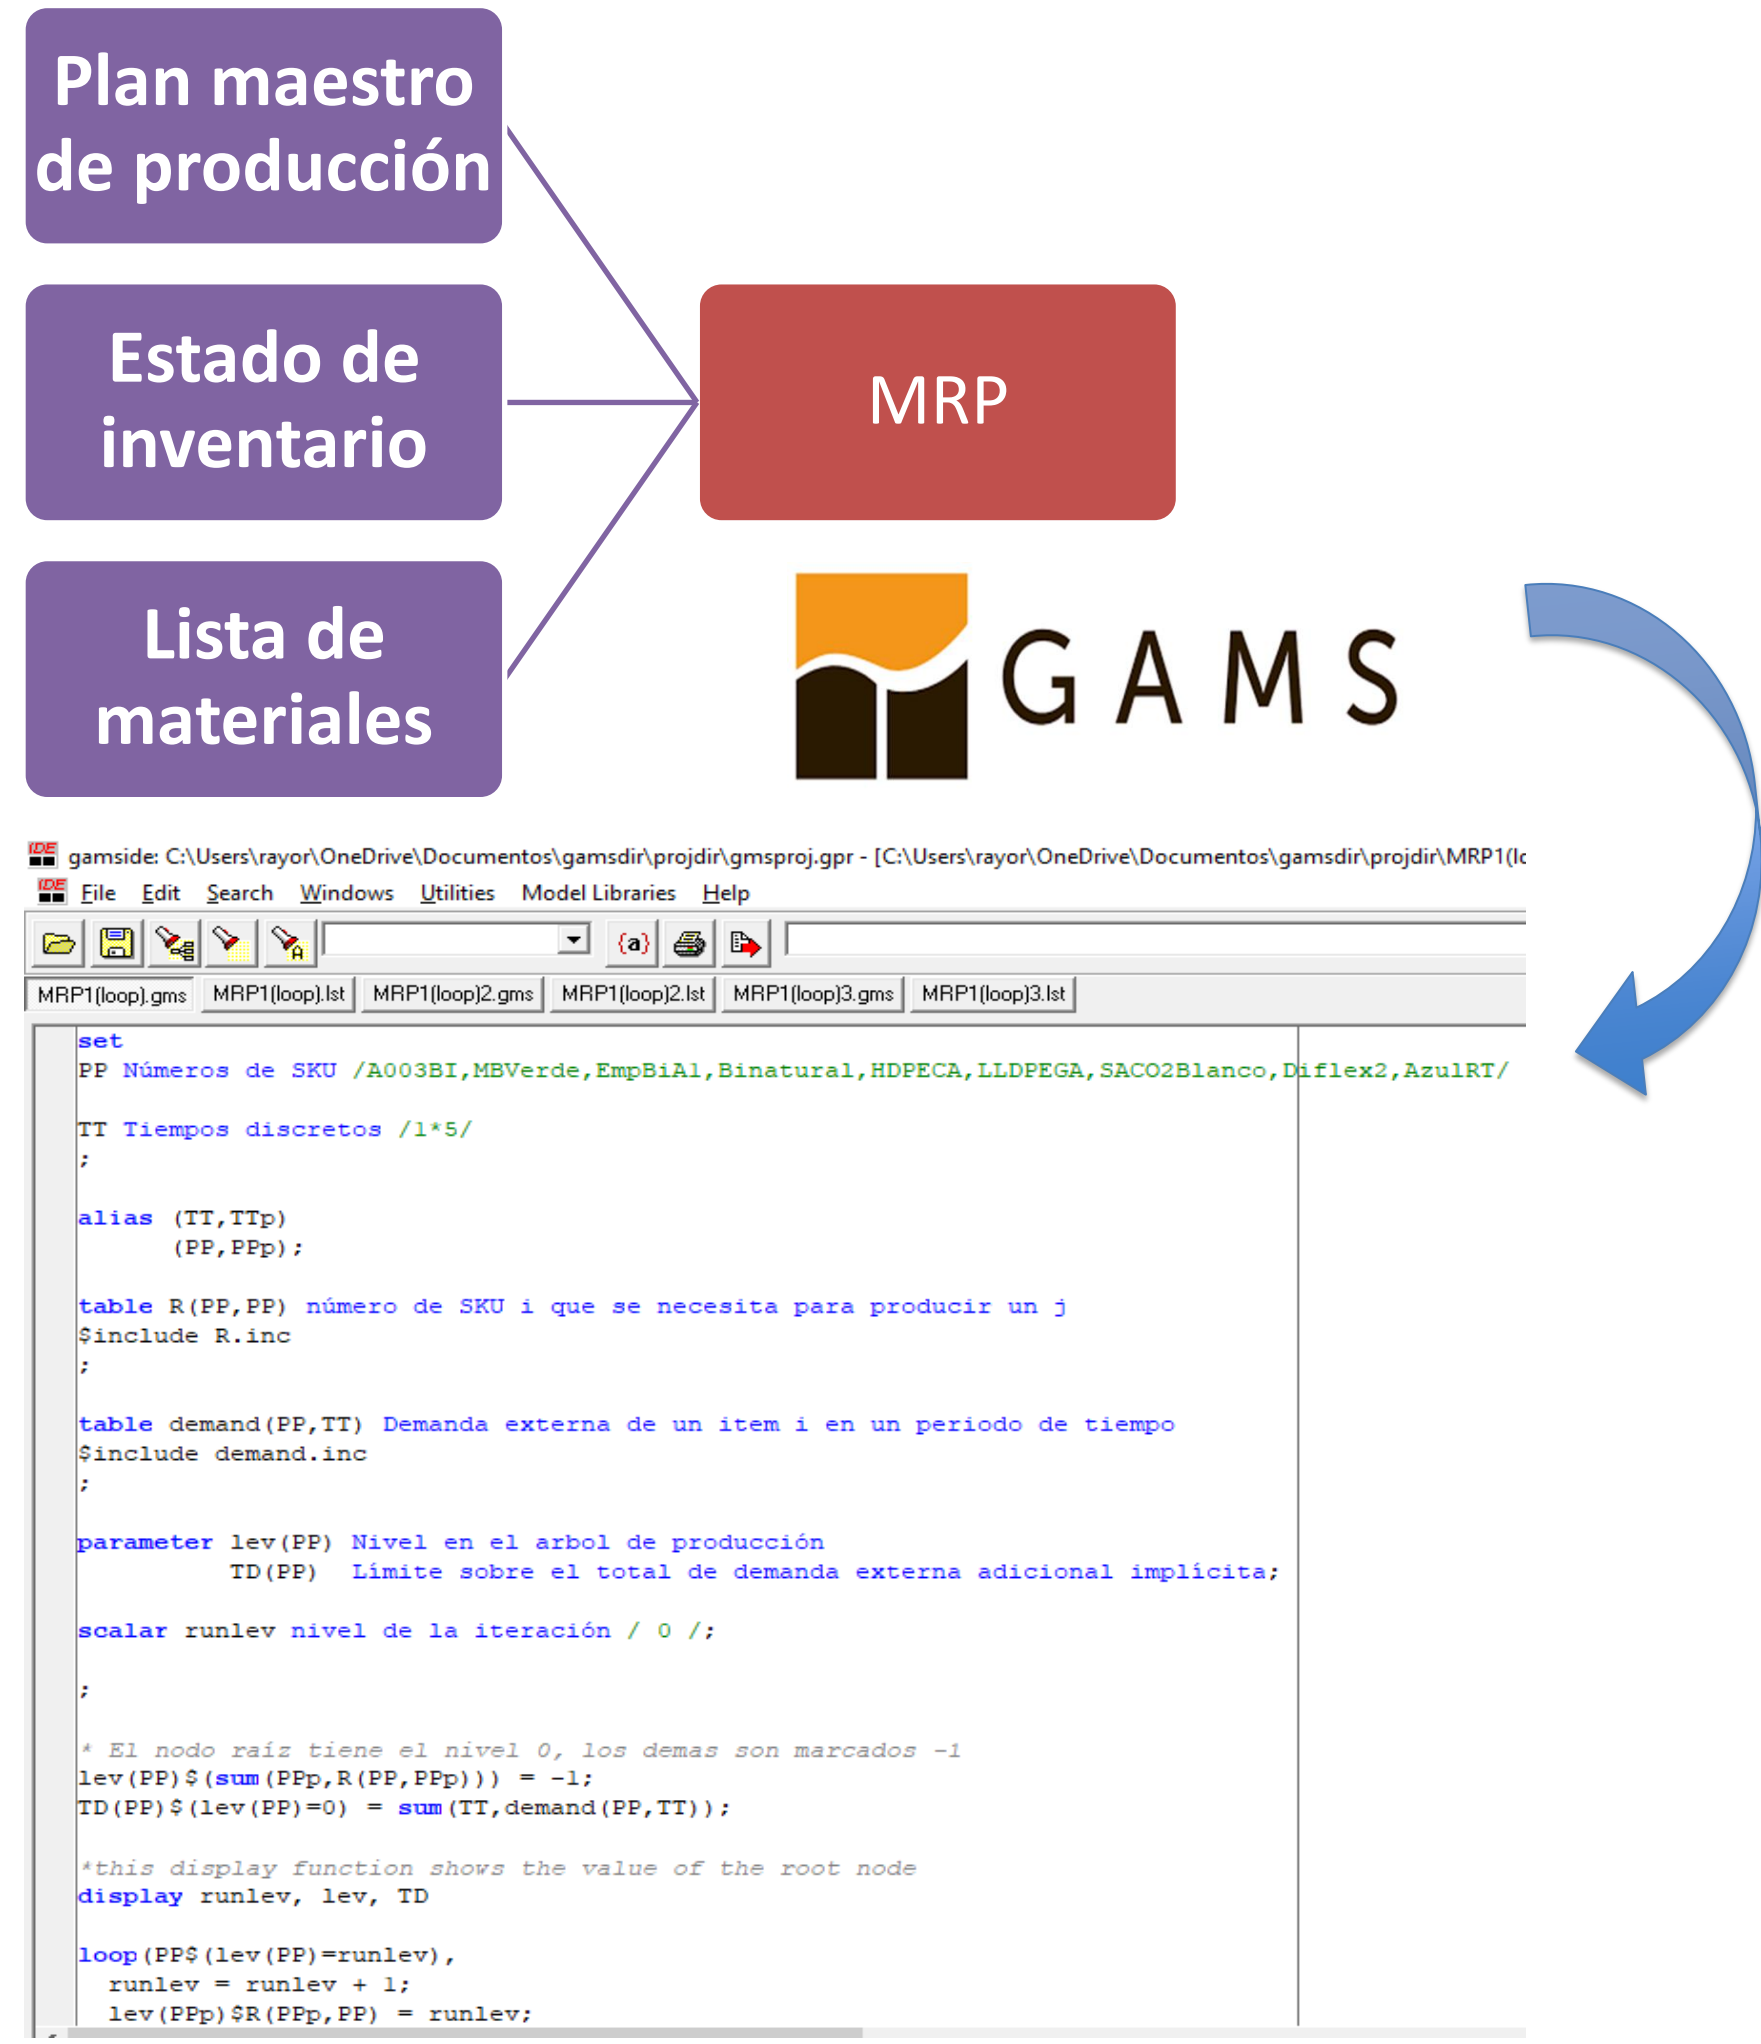 Plan maestro
de producción
Estado de
inventario
MRP
Lista de
materiales
GAMS
gamside: C:\Users\rayor\OneDrive\Documentos\gamsdir\projdir\gmsproj.gpr - [C:\Users\rayor\OneDrive\Documentos\gamsdir\projdir\MRP1(lo
File Edit Search Windows Utilities Model Libraries Help
{a}
MRP1(loop).gms MRP1(loop).lst MRP1(loop)2.gms MRP1(loop)2.lst MRP1(loop)3.gms MRP1(loop)3.lst
set
PP Números de SKU /A003BI,MBVerde,EmpBiAl,Binatural,HDPECA,LLDPEGA,SACO2Blanco,Diflex2,AzulRT/
TT Tiempos discretos /1*5/
;
alias (TT,TTp)
(PP,PPp);
table R(PP,PP) número de SKU i que se necesita para producir un j
$include R.inc
;
table demand(PP,TT) Demanda externa de un item i en un periodo de tiempo
$include demand.inc
;
parameter lev(PP) Nivel en el arbol de producción
TD(PP) Límite sobre el total de demanda externa adicional implícita;
scalar runlev nivel de la iteración / 0 /;
;
* El nodo raíz tiene el nivel 0, los demas son marcados -1
lev(PP)$(sum(PPp,R(PP,PPp))) = -1;
TD(PP)$(lev(PP)=0) = sum(TT,demand(PP,TT));
*this display function shows the value of the root node
display runlev, lev, TD
loop(PP$(lev(PP)=runlev),
runlev = runlev + 1;
lev(PPp)$R(PPp,PP) = runlev;